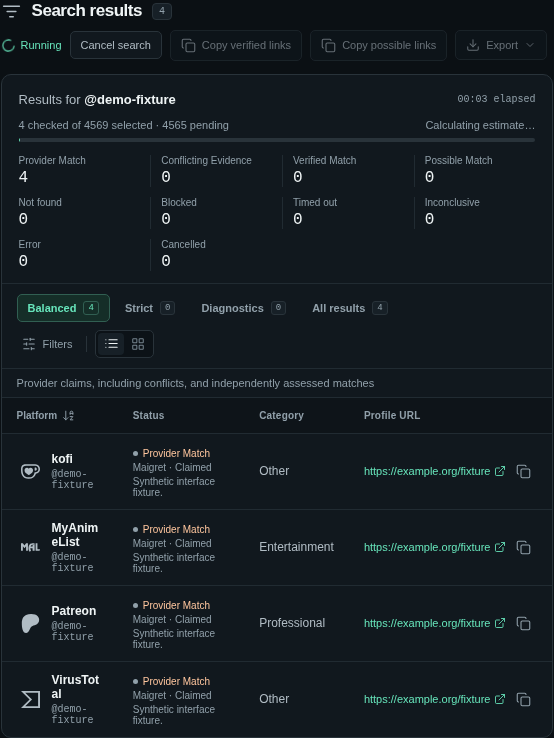 Search results 4
Running Cancel search Copy verified links Copy possible links Export
Results for @demo-fixture 00:03 elapsed
4 checked of 4569 selected · 4565 pending Calculating estimate…
Provider Match Conflicting Evidence Verified Match Possible Match
4 0 0 0
Not found Blocked Timed out Inconclusive
0 0 0 0
Error Cancelled
0 0
Balanced 4 Strict 0 Diagnostics 0 All results 4
Filters
Provider claims, including conflicts, and independently assessed matches
Platform Status Category Profile URL
kofi
@demo-
fixture
Provider Match
Maigret · Claimed
Synthetic interface
fixture.
Other
https://example.org/fixture
MAL
MyAnim
eList
@demo-
fixture
Provider Match
Maigret · Claimed
Synthetic interface
fixture.
Entertainment
https://example.org/fixture
Patreon
@demo-
fixture
Provider Match
Maigret · Claimed
Synthetic interface
fixture.
Professional
https://example.org/fixture
VirusTot
al
@demo-
fixture
Provider Match
Maigret · Claimed
Synthetic interface
fixture.
Other
https://example.org/fixture